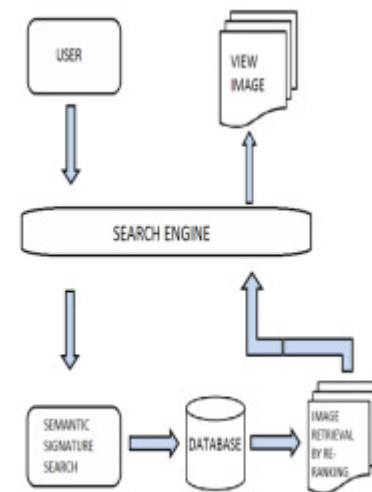 USER
VIEW
IMAGE
SEARCH ENGINE
SEMANTIC
SIGNATURE
SEARCH
DATABASE
IMAGE
RETRIEVAL
BY RE-
RANKING